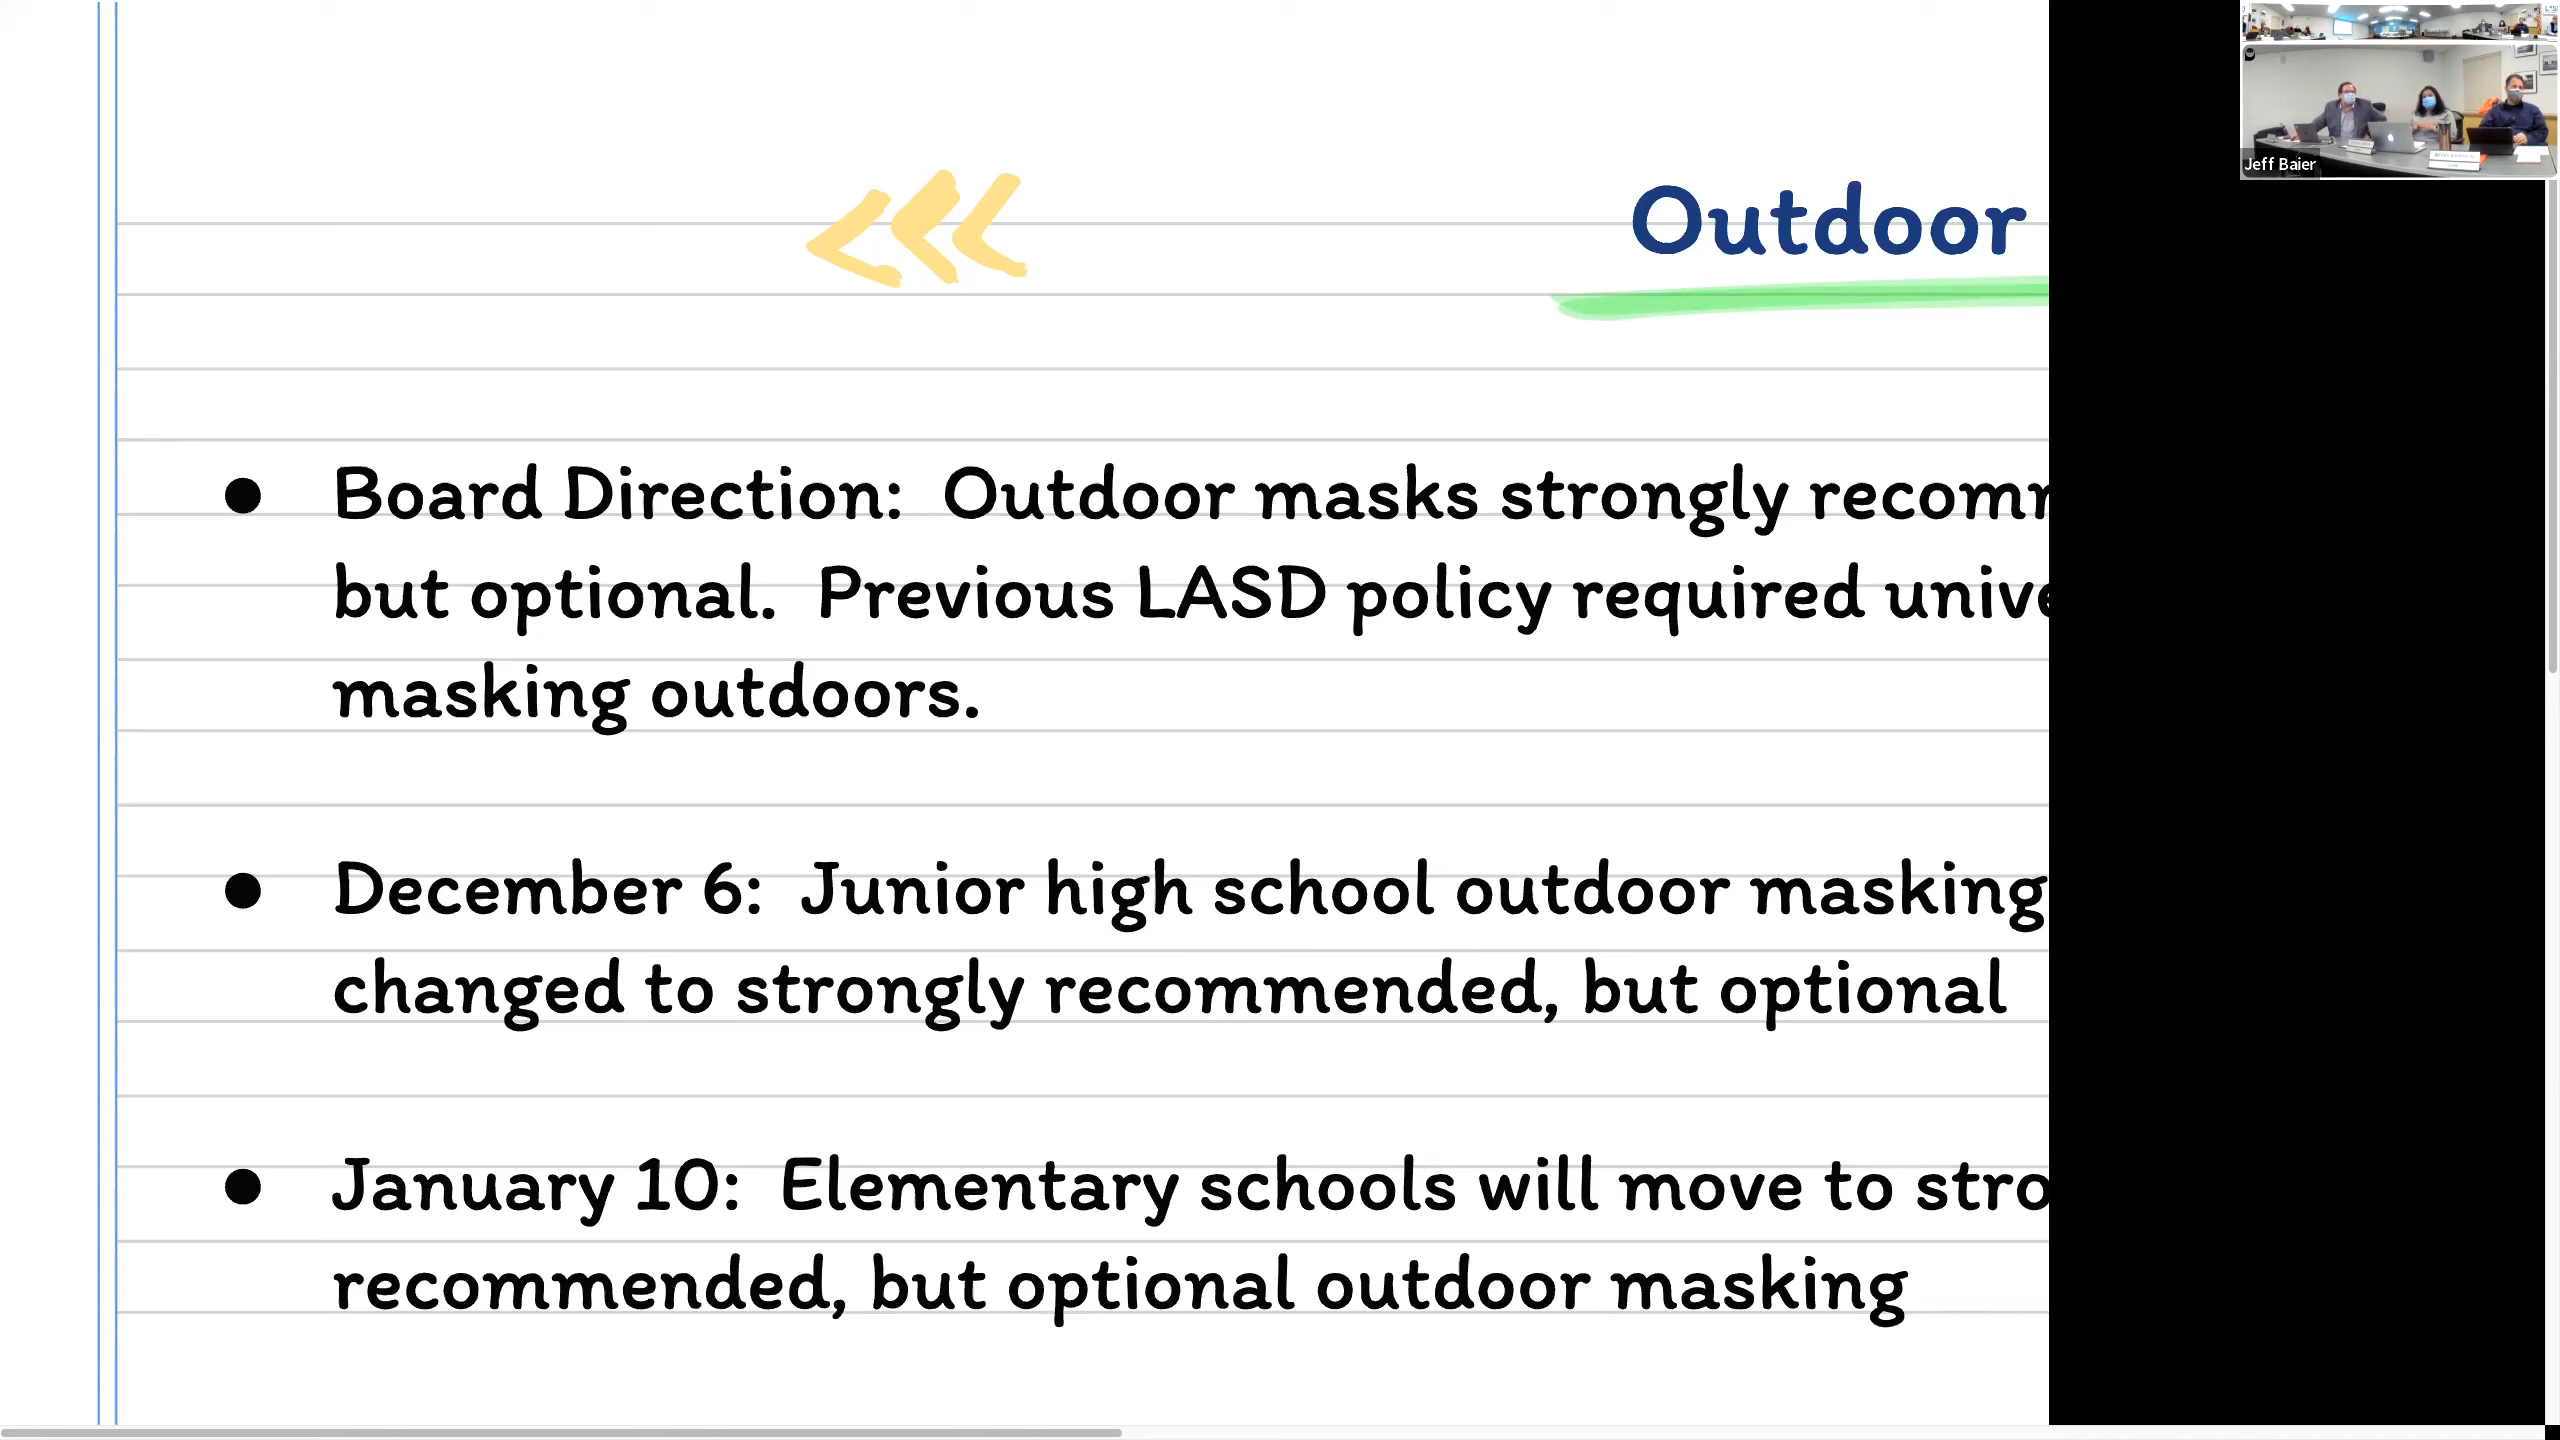 Outdoor
Board Direction: Outdoor masks strongly recom
but optional. Previous LASD policy required unive
masking outdoors.
December 6: Junior high school outdoor masking
changed to strongly recommended, but optional
January 10: Elementary schools will move to stro
recommended, but optional outdoor masking
Jeff Baier